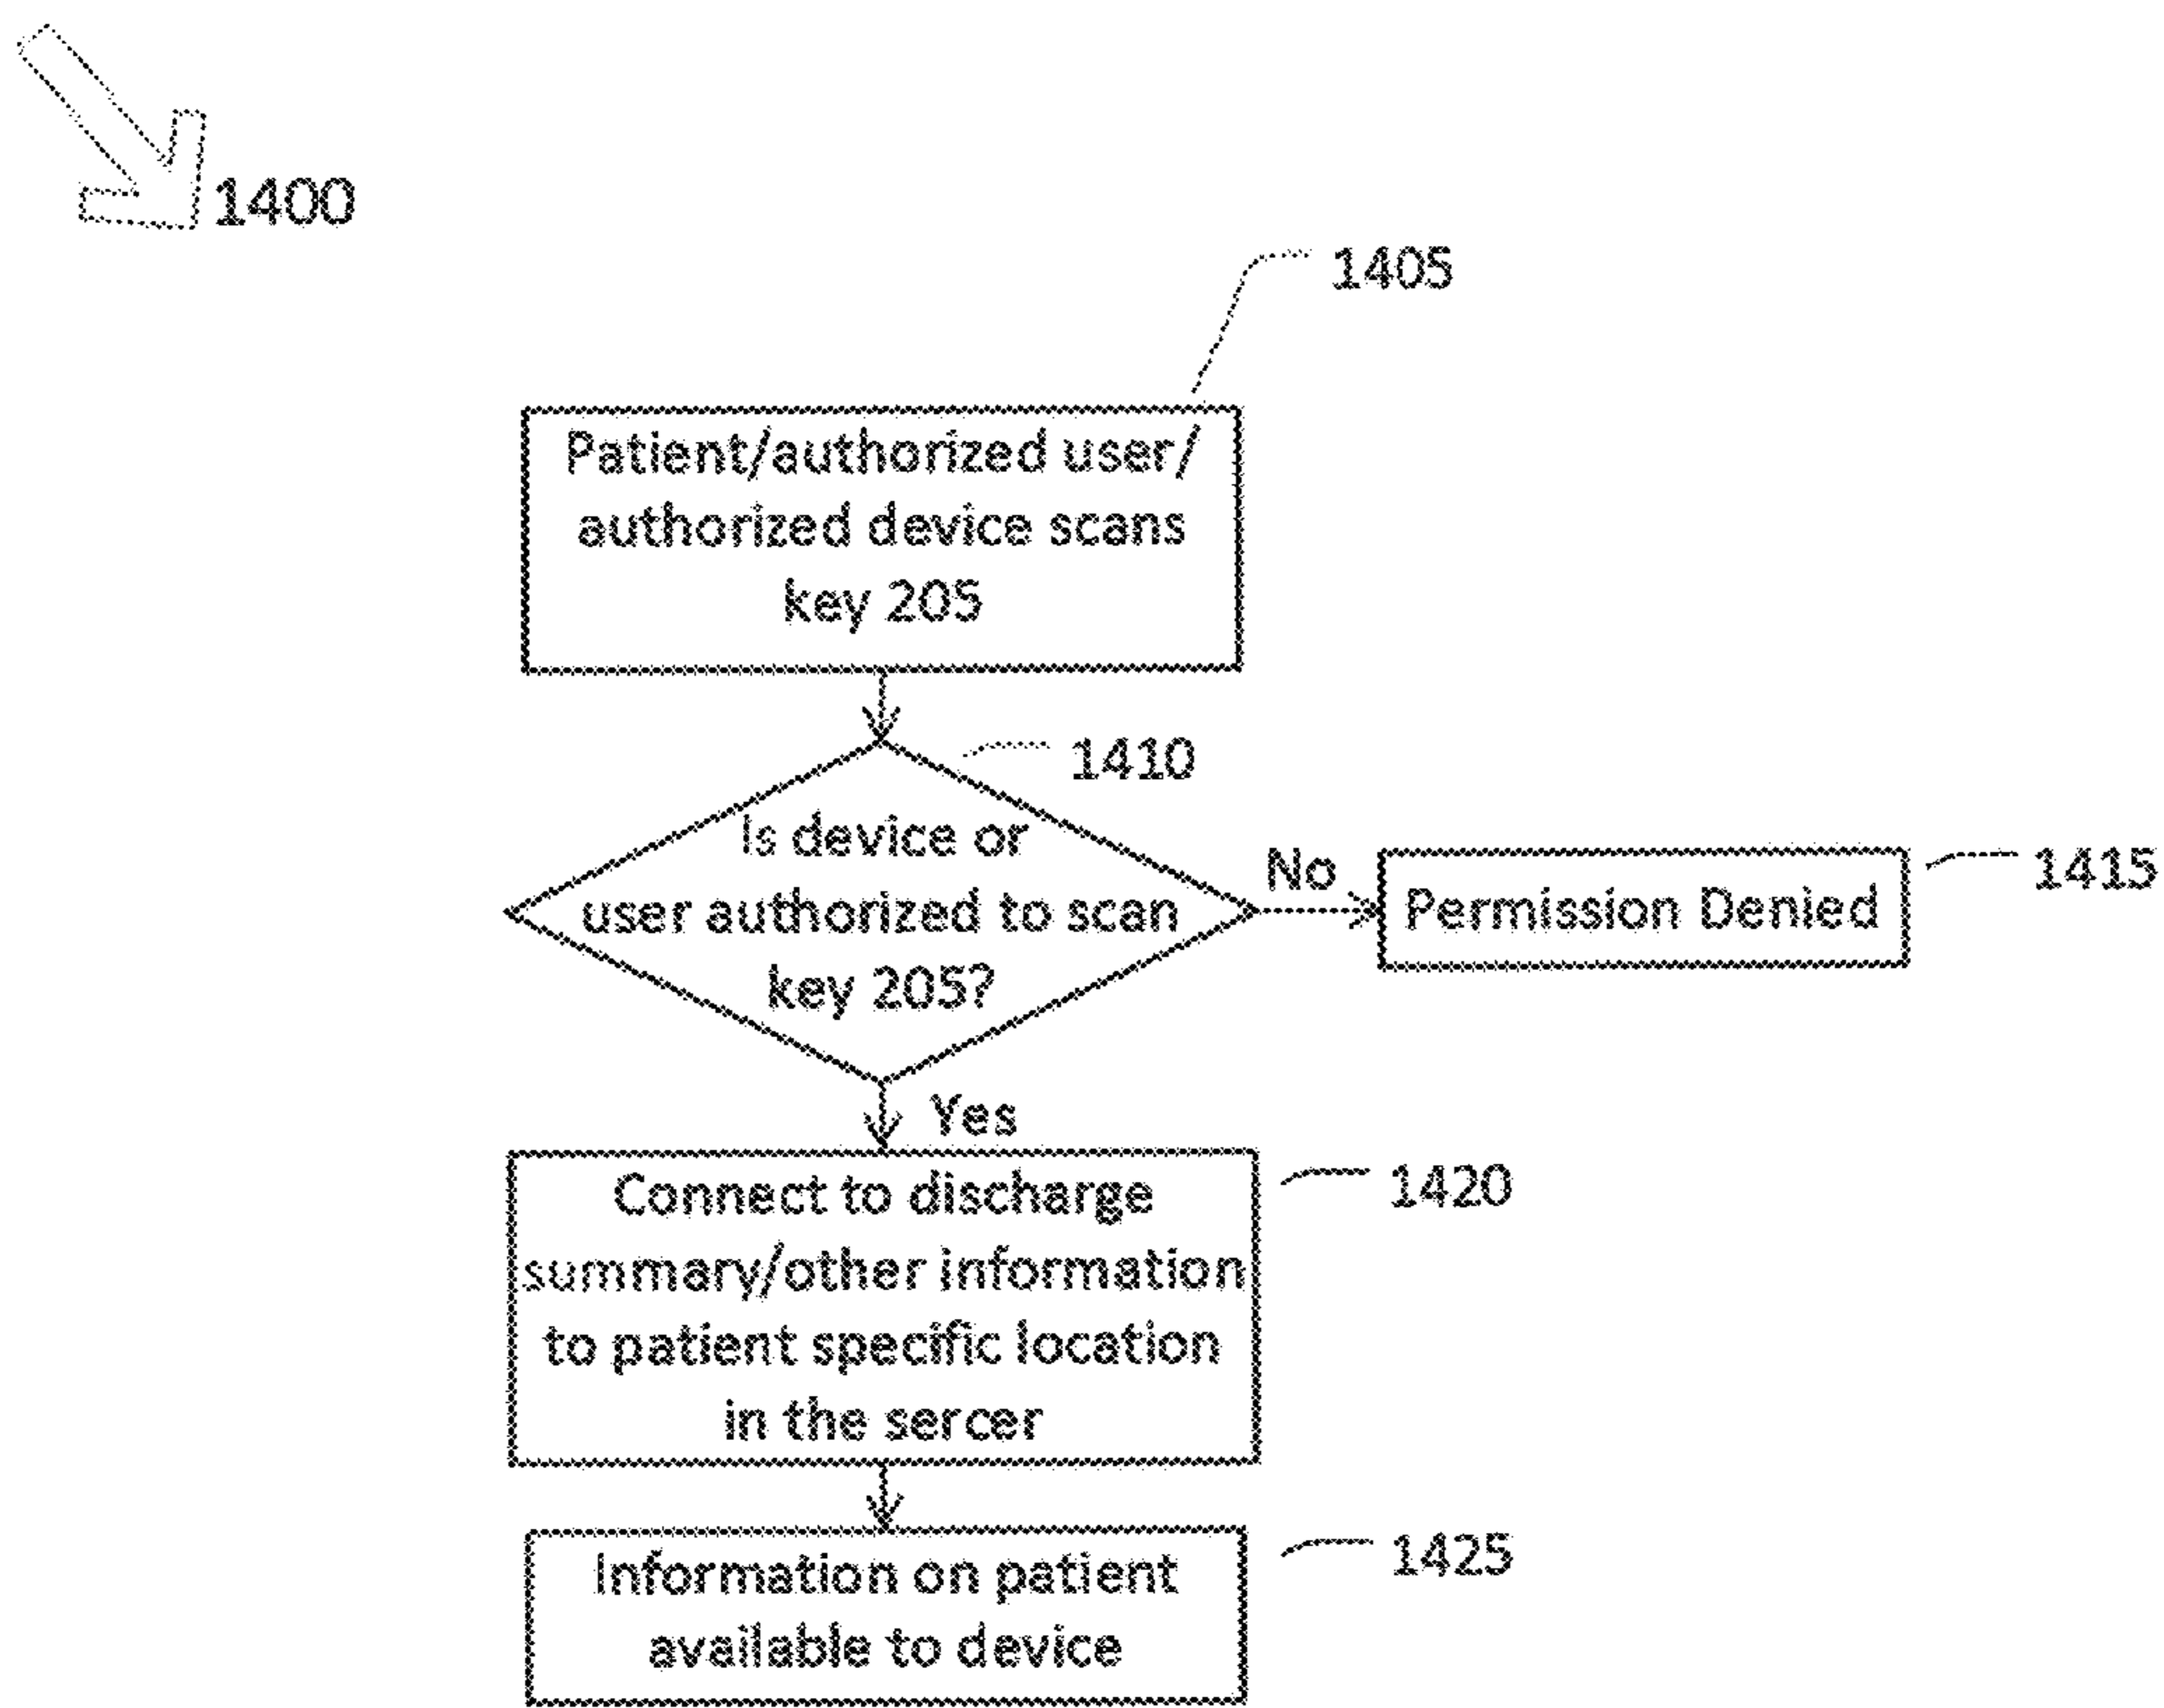 1400
1405
Patient/authorized user/
authorized device scans
key 205
1410
Is device or
user authorized to scan
key 205?
No
Permission Denied
1415
Yes
Connect to discharge
summary/other information
to patient specific location
in the sercer
1420
Information on patient
available to device
1425